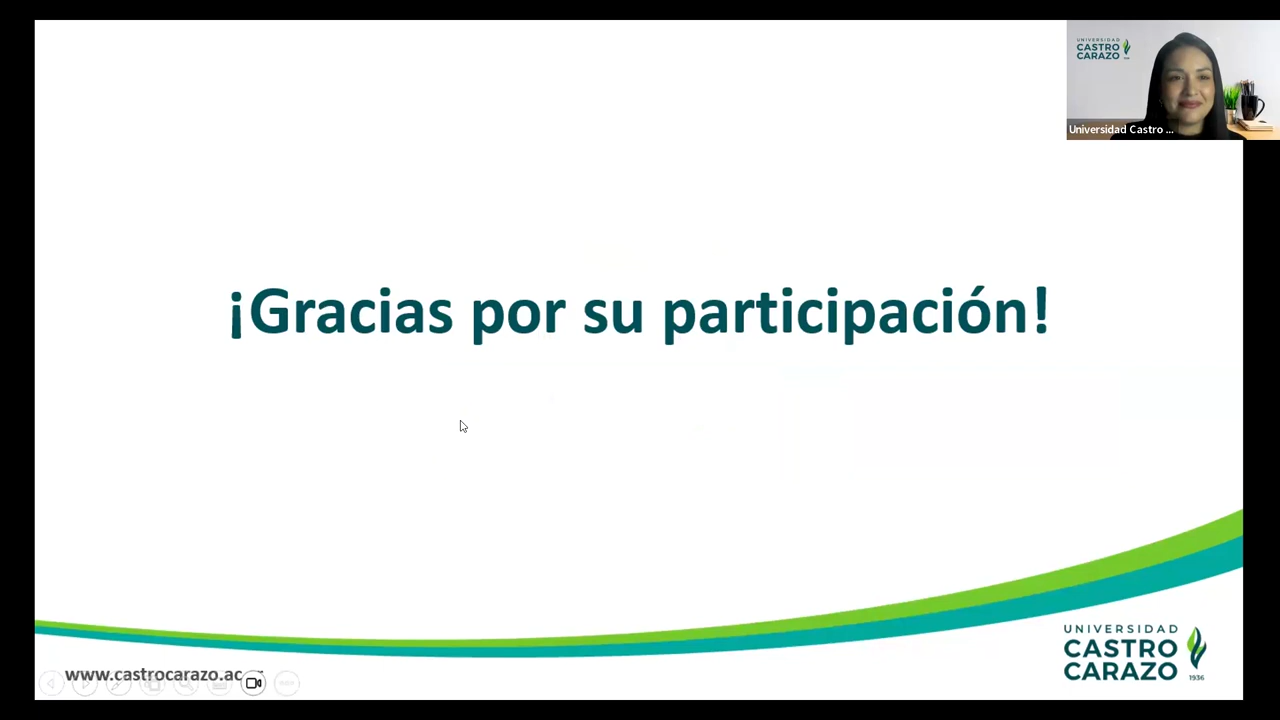 UNIVERSIDAD
CASTRO
CARAZO
Universidad Castro ...
¡Gracias por su participación!
www.castrocarazo.ac
UNIVERSIDAD
CASTRO
CARAZO
1936